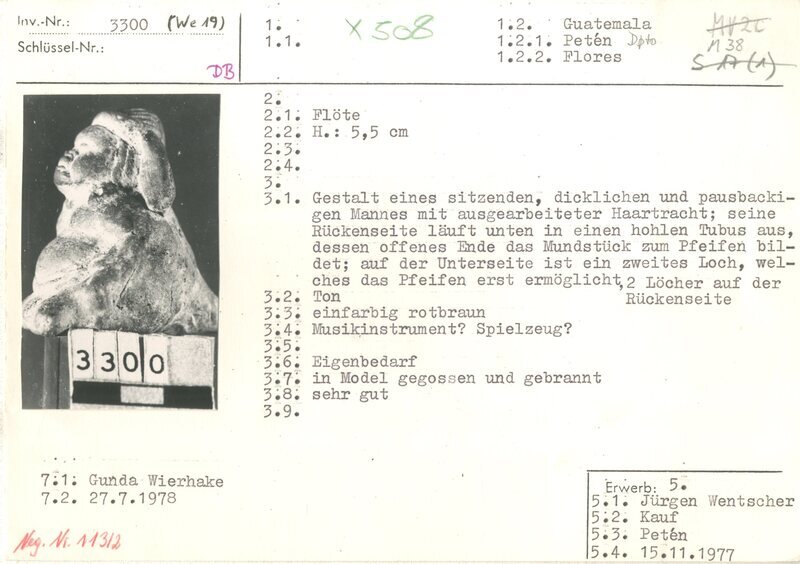 Inv.-Nr.: 3300 (We 19)
Schlüssel-Nr.:
DB
1.
1.1.
X 508
1.2. Guatemala
1.2.1. Petén Dpto
1.2.2. Flores
M 38
S 17 (1)
2.
2.1. Flöte
2.2. H.: 5,5 cm
2.3.
2.4.
3.
3.1. Gestalt eines sitzenden, dicklichen und pausbacki-
gen Mannes mit ausgearbeiteter Haartracht; seine
Rückenseite läuft unten in einen hohlen Tubus aus,
dessen offenes Ende das Mundstück zum Pfeifen bil-
det; auf der Unterseite ist ein zweites Loch, wel-
ches das Pfeifen erst ermöglicht, 2 Löcher auf der
Rückenseite
3.2. Ton
3.3. einfarbig rotbraun
3.4. Musikinstrument? Spielzeug?
3.5.
3.6. Eigenbedarf
3.7. in Model gegossen und gebrannt
3.8. sehr gut
3.9.
3300
7.1. Gunda Wierhake
7.2. 27.7.1978
Neg. Nr. 113/2
Erwerb: 5.
5.1. Jürgen Wentscher
5.2. Kauf
5.3. Petén
5.4. 15.11.1977